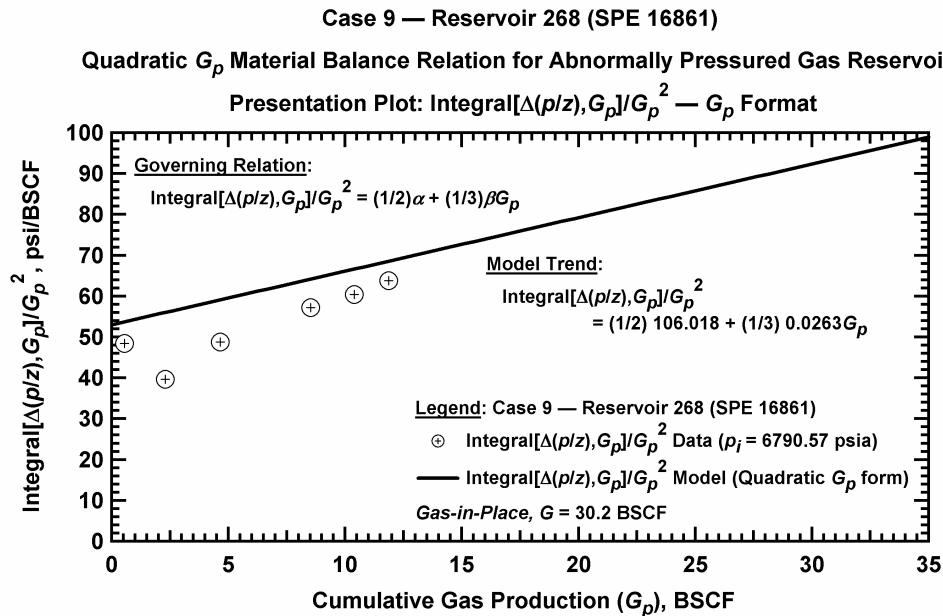 Case 9 — Reservoir 268 (SPE 16861)
Quadratic Gp Material Balance Relation for Abnormally Pressured Gas Reservoi
Presentation Plot: Integral[Δ(p/z),Gp]/Gp² — Gp Format
Integral[Δ(p/z),Gp]/Gp², psi/BSCF
100
90
80
70
60
50
40
30
20
10
0
Governing Relation:
Integral[Δ(p/z),Gp]/Gp² = (1/2)α + (1/3)βGp
Model Trend:
Integral[Δ(p/z),Gp]/Gp²
= (1/2) 106.018 + (1/3) 0.0263Gp
Legend: Case 9 — Reservoir 268 (SPE 16861)
Integral[Δ(p/z),Gp]/Gp² Data (pi = 6790.57 psia)
Integral[Δ(p/z),Gp]/Gp² Model (Quadratic Gp form)
Gas-in-Place, G = 30.2 BSCF
0 5 10 15 20 25 30 35
Cumulative Gas Production (Gp), BSCF